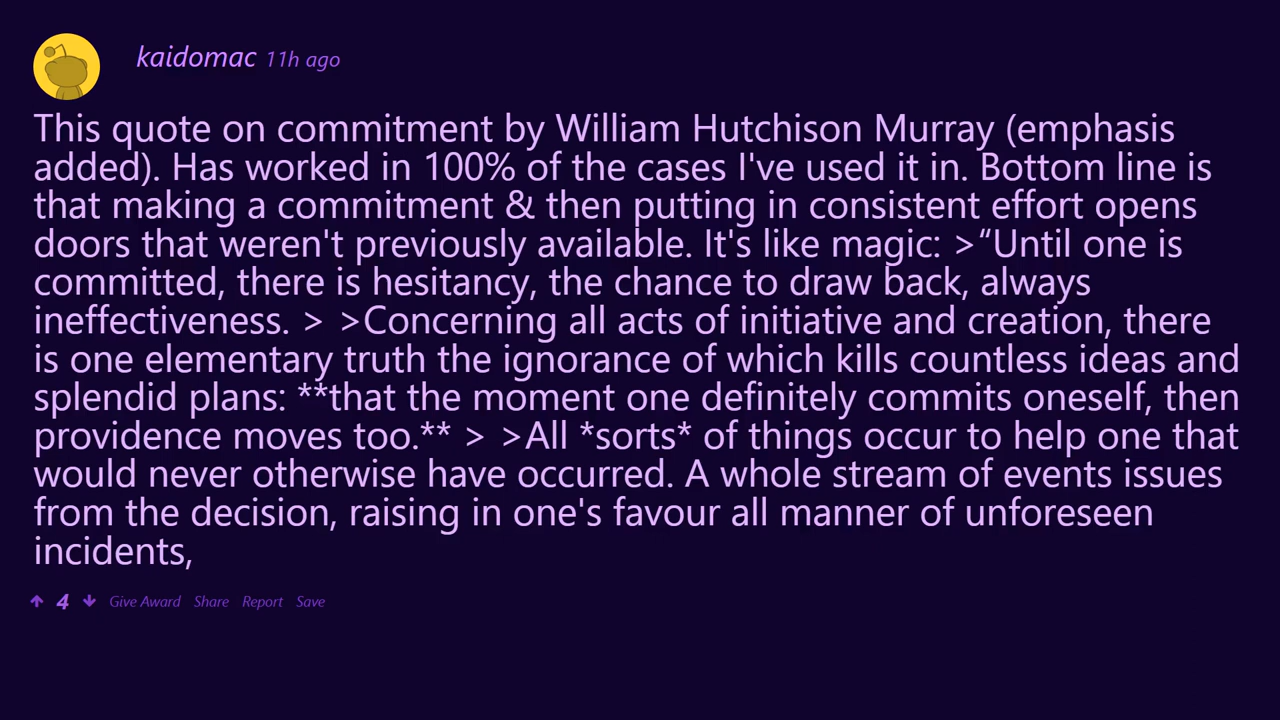 kaidomac 11h ago
This quote on commitment by William Hutchison Murray (emphasis
added). Has worked in 100% of the cases I've used it in. Bottom line is
that making a commitment & then putting in consistent effort opens
doors that weren't previously available. It's like magic: >“Until one is
committed, there is hesitancy, the chance to draw back, always
ineffectiveness. > >Concerning all acts of initiative and creation, there
is one elementary truth the ignorance of which kills countless ideas and
splendid plans: **that the moment one definitely commits oneself, then
providence moves too.** > >All *sorts* of things occur to help one that
would never otherwise have occurred. A whole stream of events issues
from the decision, raising in one's favour all manner of unforeseen
incidents,
4 Give Award Share Report Save